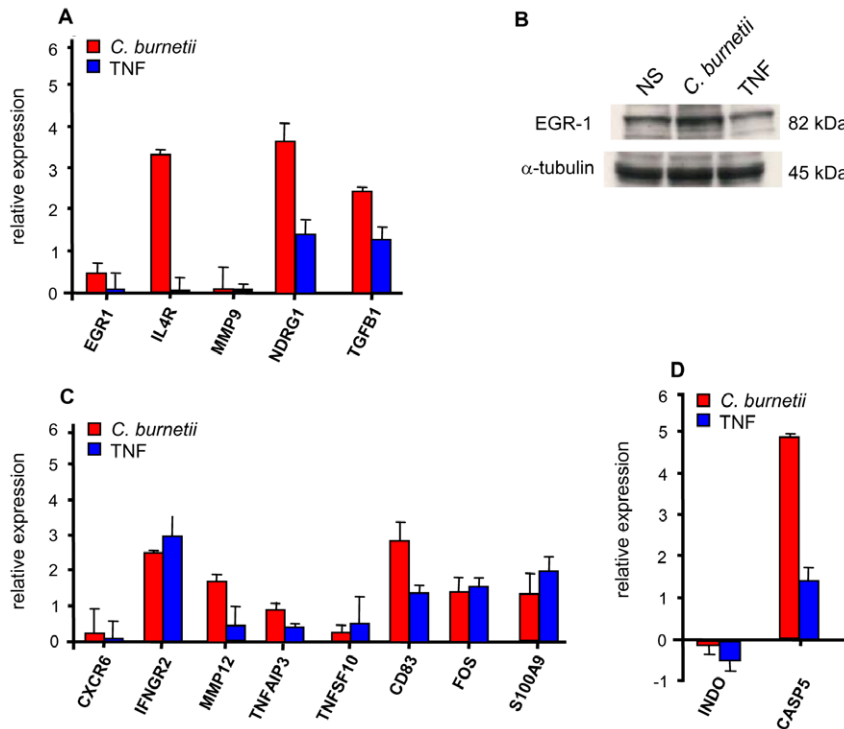 A
6
5
4
3
2
1
0
relative expression
C. burnetii
TNF
EGR1
IL4R
MMP9
NDRG1
TGFB1
B
NS
C. burnetii
TNF
EGR-1
82 kDa
α-tubulin
45 kDa
C
6
5
4
3
2
1
0
relative expression
C. burnetii
TNF
CXCR6
IFNGR2
MMP12
TNFAIP3
TNFSF10
CD83
FOS
S100A9
D
6
5
4
3
2
1
0
-1
relative expression
C. burnetii
TNF
INDO
CASP5